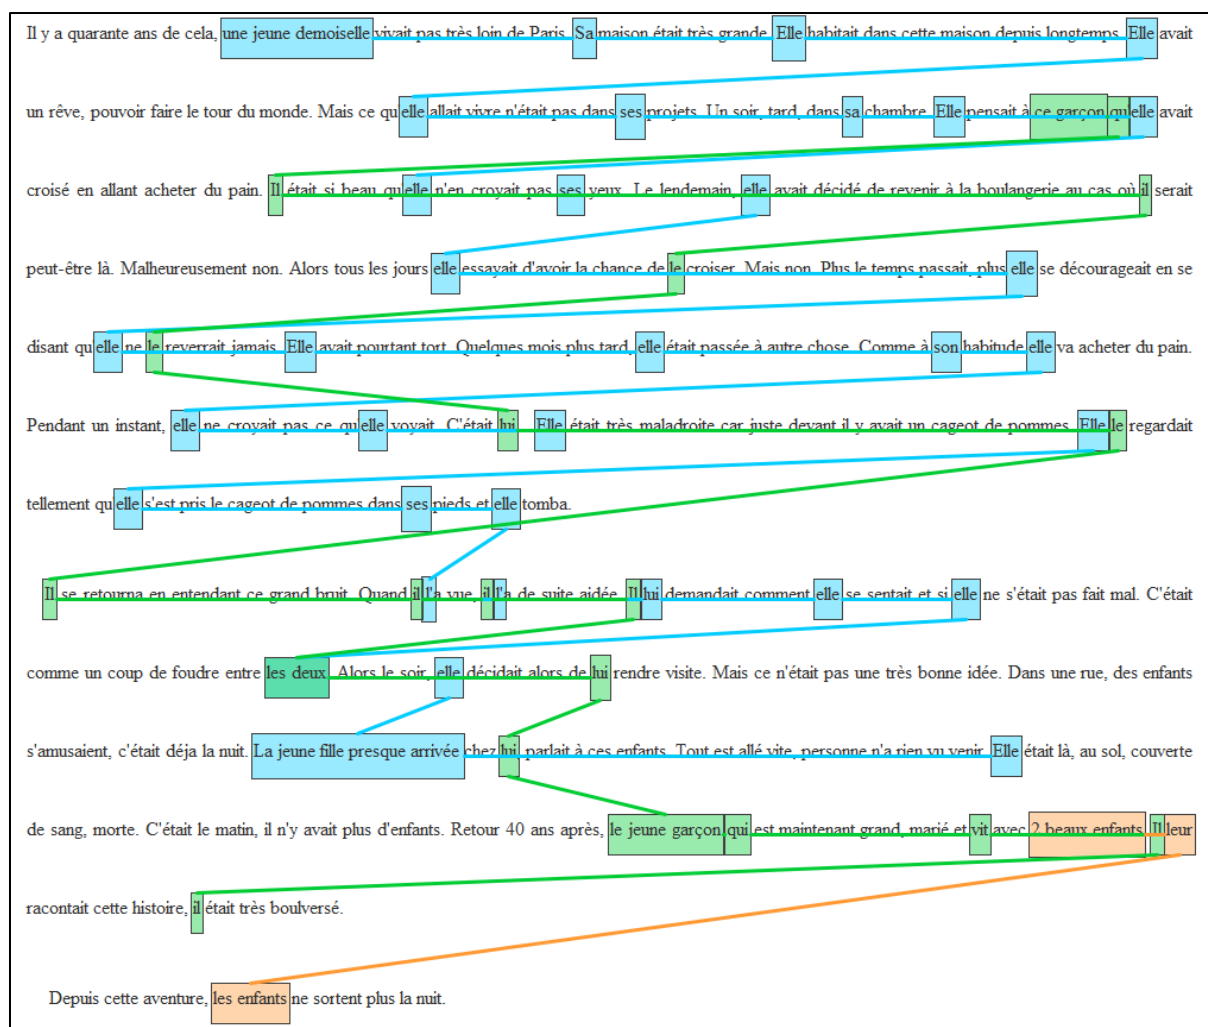 Il y a quarante ans de cela, une jeune demoiselle vivait pas très loin de Paris. Sa maison était très grande. Elle habitait dans cette maison depuis longtemps. Elle avait
un rêve, pouvoir faire le tour du monde. Mais ce qu'elle allait vivre n'était pas dans ses projets. Un soir, tard, dans sa chambre. Elle pensait à ce garçon qu'elle avait
croisé en allant acheter du pain. Il était si beau qu'elle n'en croyait pas ses yeux. Le lendemain, elle avait décidé de revenir à la boulangerie au cas où il serait
peut-être là. Malheureusement non. Alors tous les jours elle essayait d'avoir la chance de le croiser. Mais non. Plus le temps passait, plus elle se décourageait en se
disant qu'elle ne le reverrait jamais. Elle avait pourtant tort. Quelques mois plus tard, elle était passée à autre chose. Comme à son habitude elle va acheter du pain.
Pendant un instant, elle ne croyait pas ce qu'elle voyait. C'était lui. Elle était très maladroite car juste devant il y avait un cageot de pommes. Elle le regardait
tellement qu'elle s'est pris le cageot de pommes dans ses pieds et elle tomba.
Il se retourna en entendant ce grand bruit. Quand il l'a vue, il l'a de suite aidée. Il lui demandait comment elle se sentait et si elle ne s'était pas fait mal. C'était
comme un coup de foudre entre les deux. Alors le soir, elle décidait alors de lui rendre visite. Mais ce n'était pas une très bonne idée. Dans une rue, des enfants
s'amusaient, c'était déja la nuit. La jeune fille presque arrivée chez lui, parlait à ces enfants. Tout est allé vite, personne n'a rien vu venir. Elle était là, au sol, couverte
de sang, morte. C'était le matin, il n'y avait plus d'enfants. Retour 40 ans après, le jeune garçon qui est maintenant grand, marié et vit avec 2 beaux enfants. Il leur
racontait cette histoire, il était très boulversé.
Depuis cette aventure, les enfants ne sortent plus la nuit.